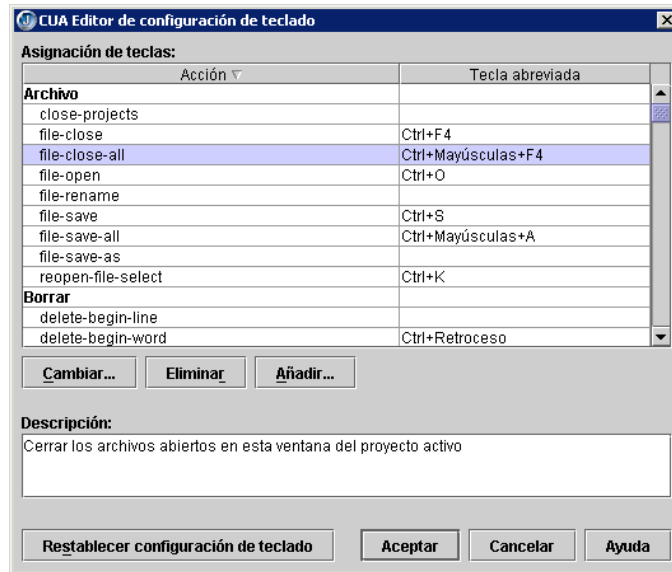 CUA Editor de configuración de teclado
Asignación de teclas:
Acción Tecla abreviada
Archivo
close-projects
file-close Ctrl+F4
file-close-all Ctrl+Mayúsculas+F4
file-open Ctrl+O
file-rename
file-save Ctrl+S
file-save-all Ctrl+Mayúsculas+A
file-save-as
reopen-file-select Ctrl+K
Borrar
delete-begin-line
delete-begin-word Ctrl+Retroceso
Cambiar... Eliminar Añadir...
Descripción:
Cerrar los archivos abiertos en esta ventana del proyecto activo
Restablecer configuración de teclado Aceptar Cancelar Ayuda